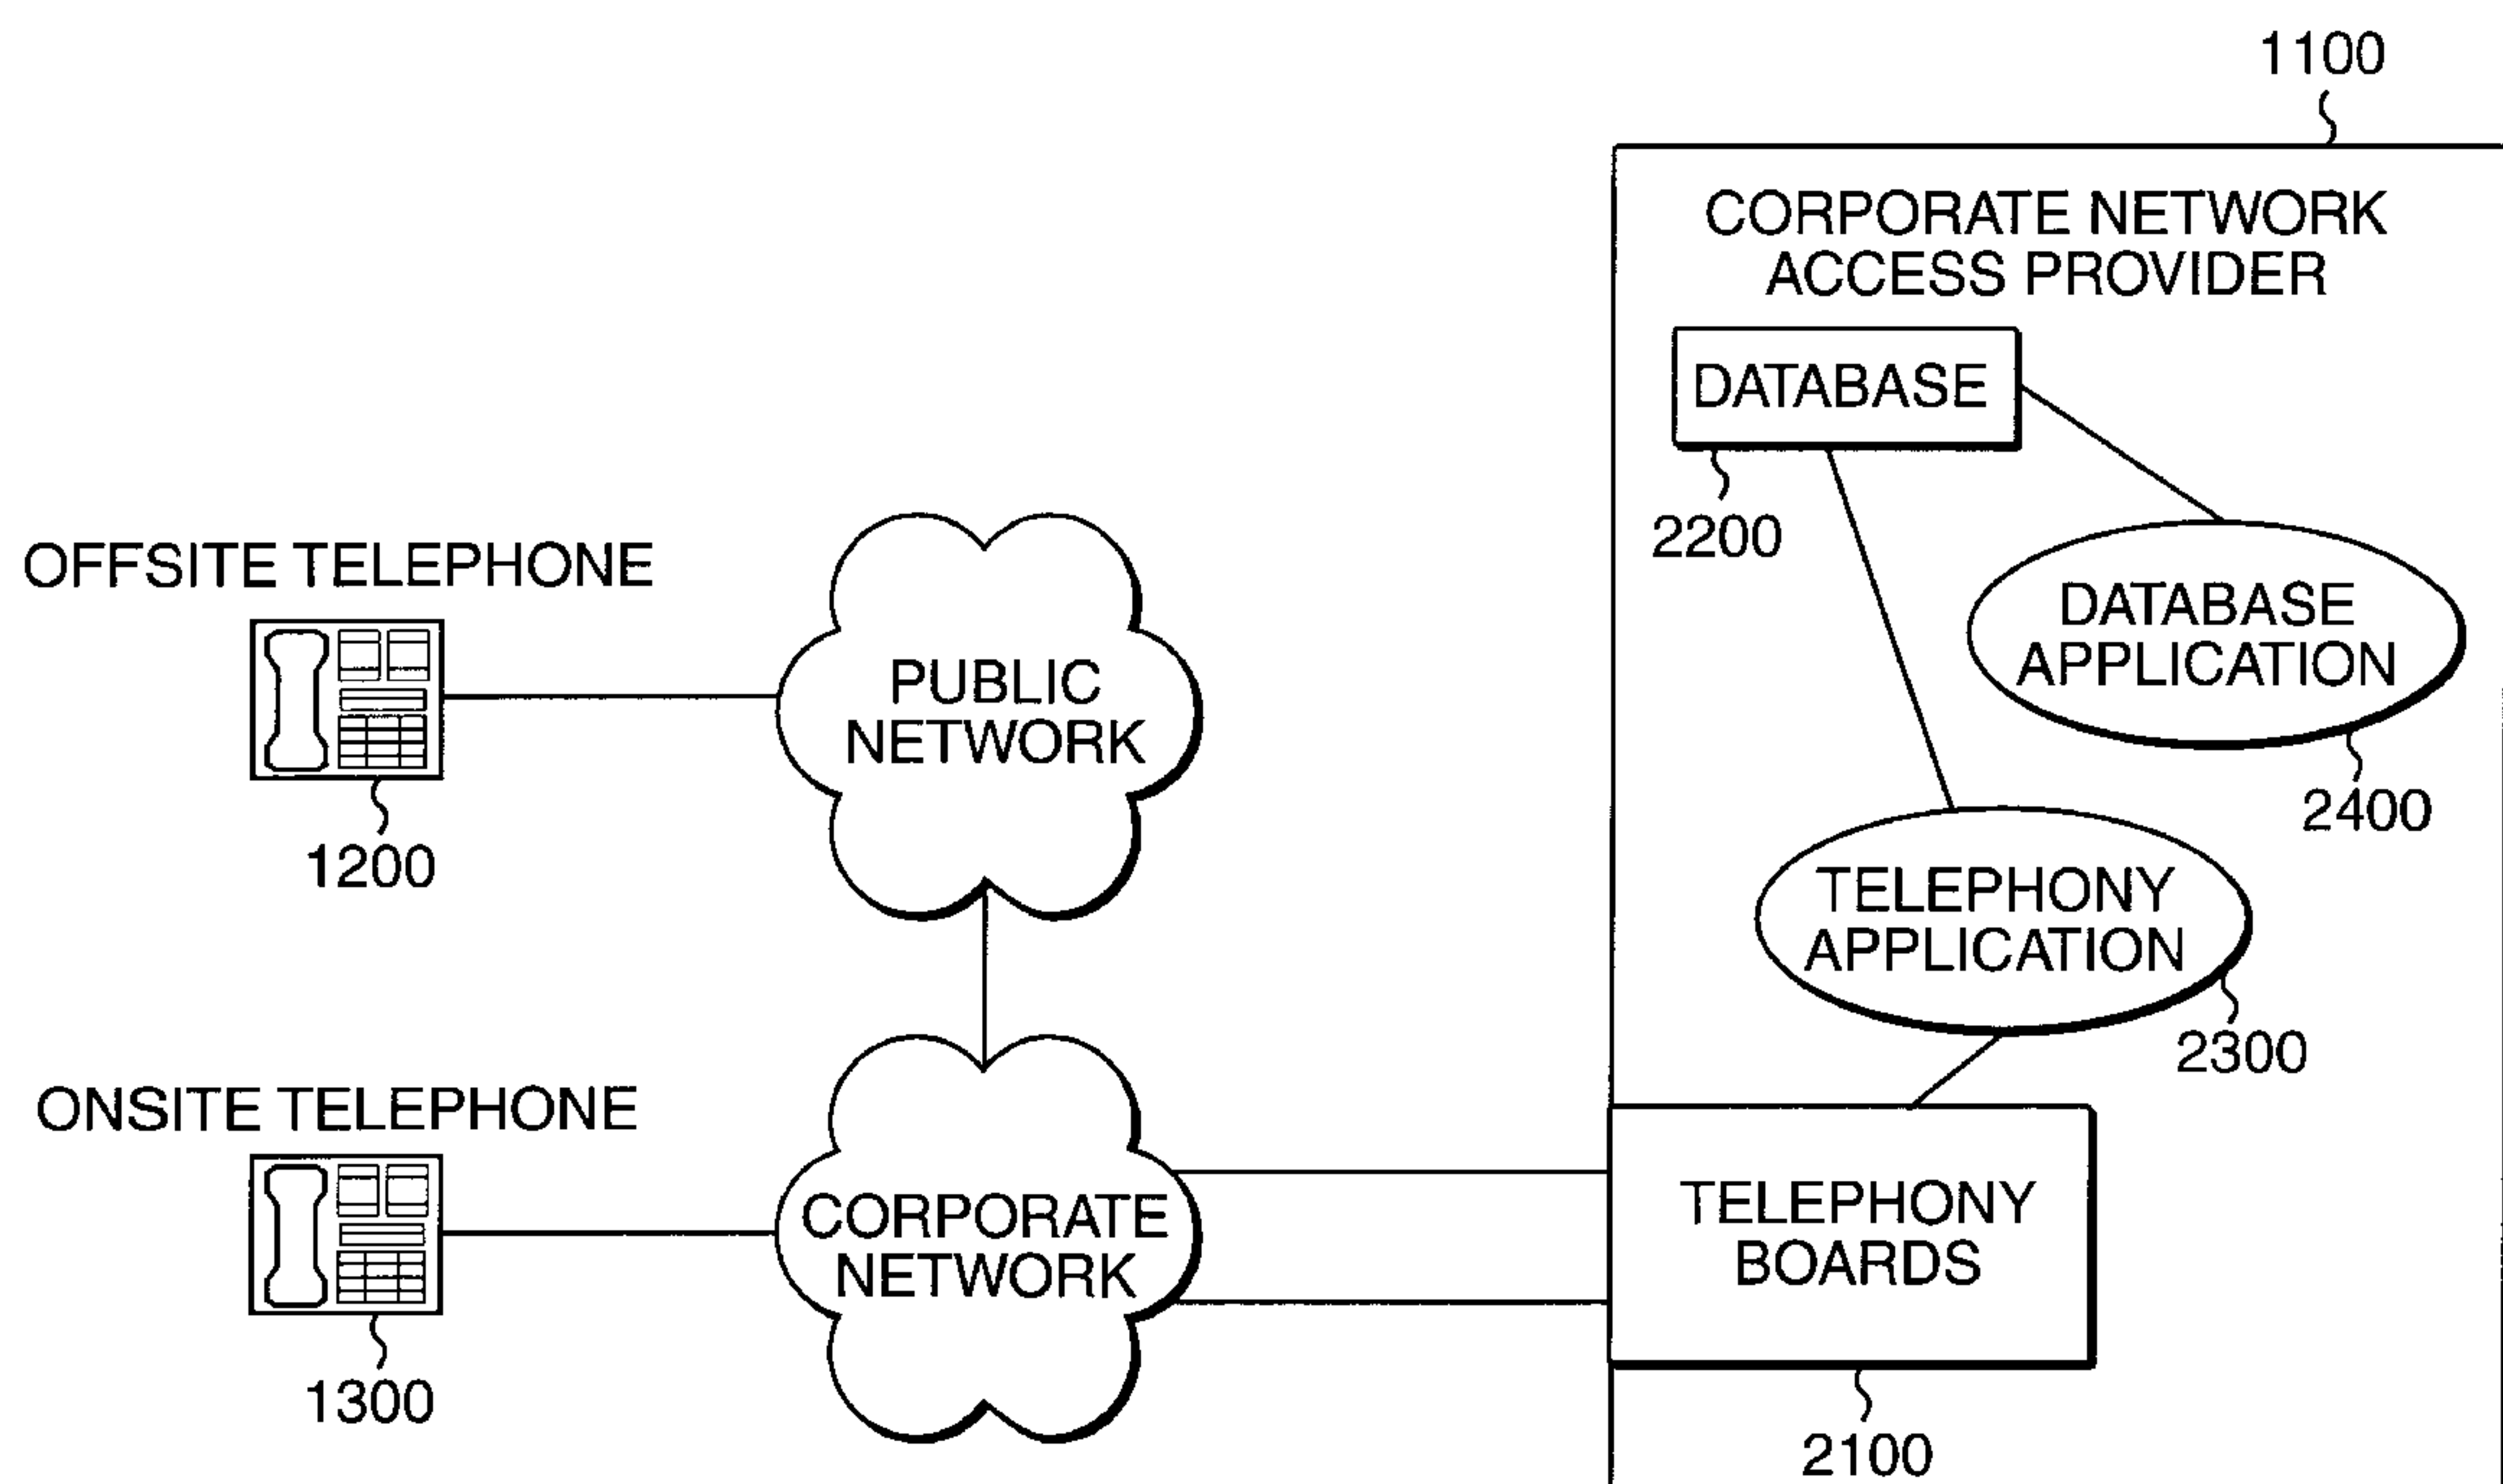 1100
CORPORATE NETWORK
ACCESS PROVIDER
DATABASE
2200
DATABASE
APPLICATION
2400
TELEPHONY
APPLICATION
2300
TELEPHONY
BOARDS
2100
OFFSITE TELEPHONE
1200
PUBLIC
NETWORK
ONSITE TELEPHONE
1300
CORPORATE
NETWORK